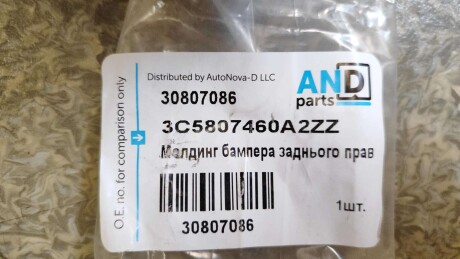 Distributed by AutoNova-D LLC
AND
parts
30807086
3C5807460A2ZZ
Молдинг бампера заднього прав
30807086
1шт.
O.E. no. for comparison only